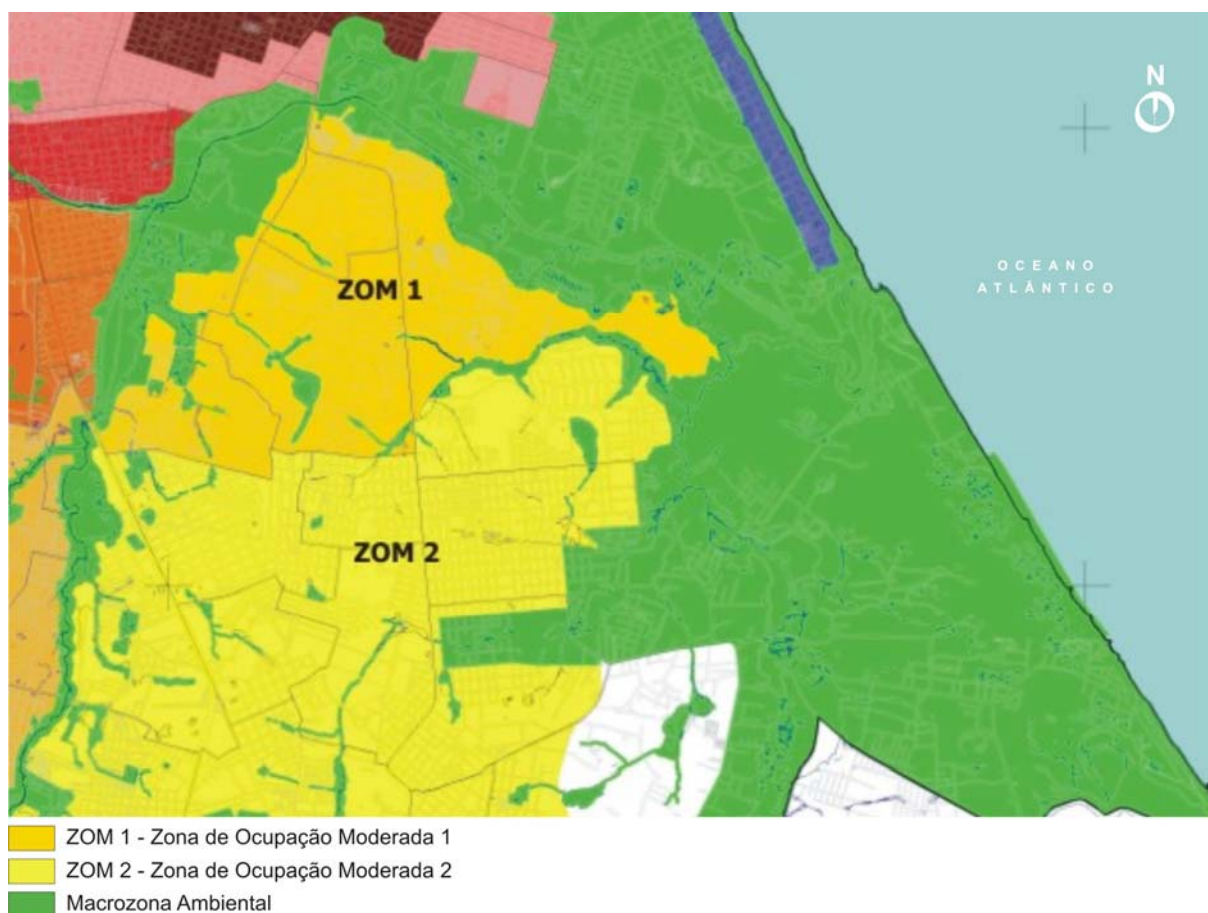 N
OCEANO
ATLÂNTICO
ZOM 1
ZOM 2
ZOM 1 - Zona de Ocupação Moderada 1
ZOM 2 - Zona de Ocupação Moderada 2
Macrozona Ambiental